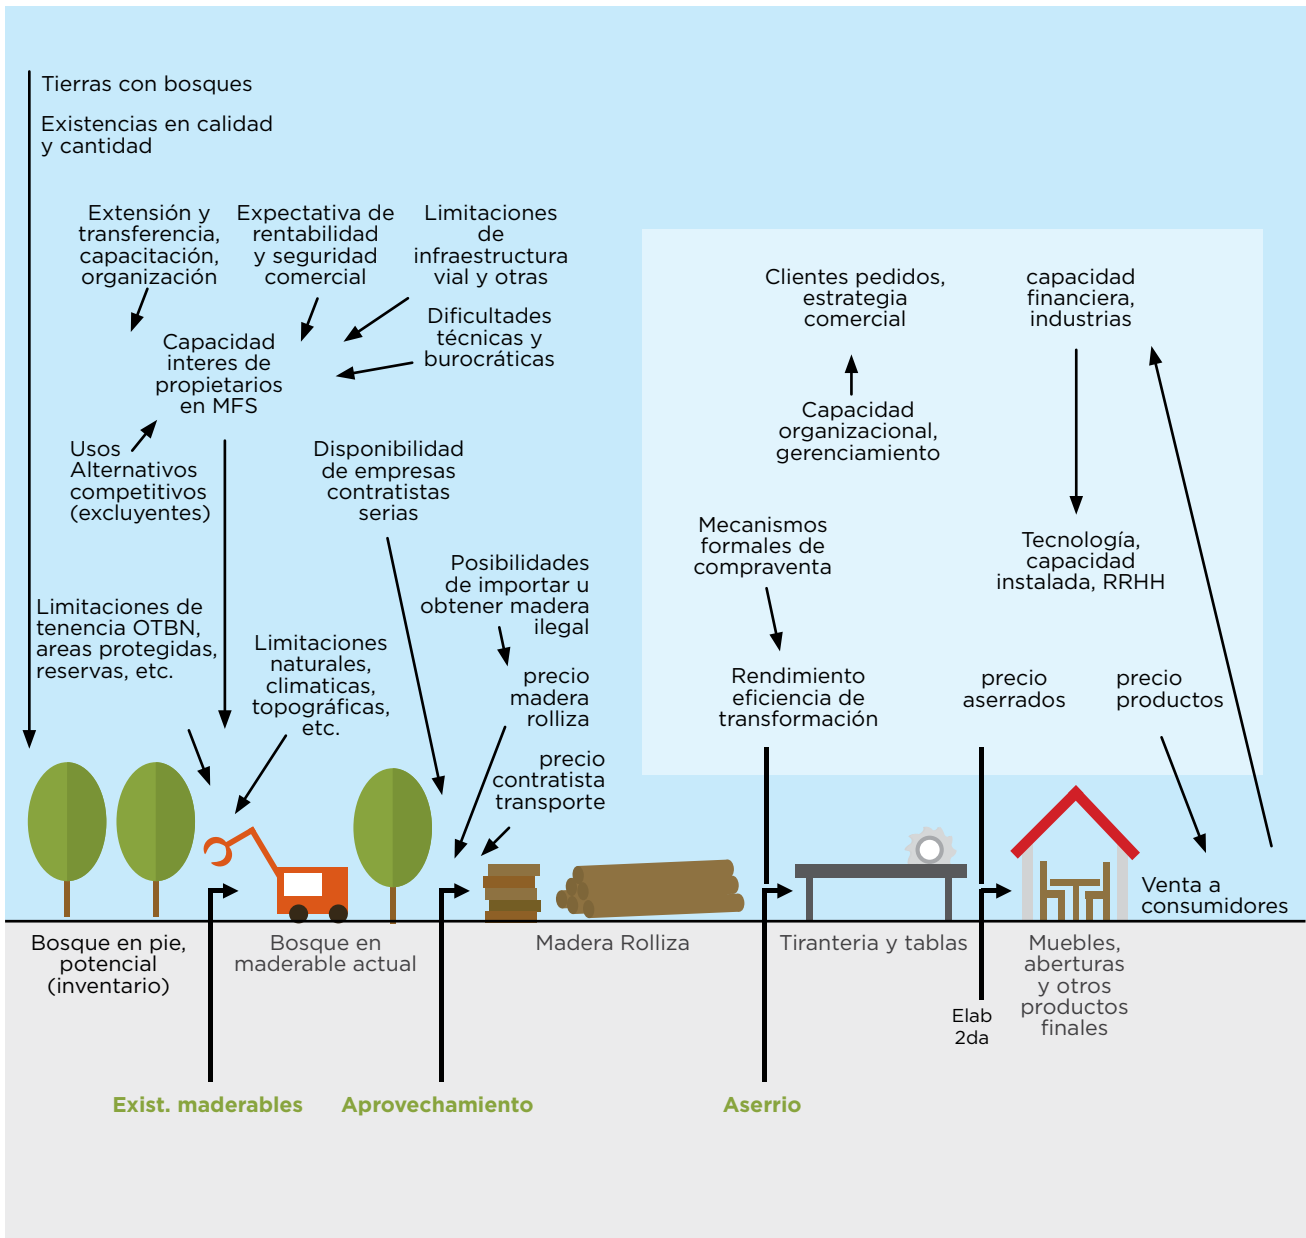 Tierras con bosques
Existencias en calidad
y cantidad
Extensión y
transferencia,
capacitación,
organización
Expectativa de
rentabilidad
y seguridad
comercial
Limitaciones
de
infraestructura
vial y otras
Dificultades
técnicas y
burocráticas
Capacidad
interes de
propietarios
en MFS
Usos
Alternativos
competitivos
(excluyentes)
Disponibilidad
de empresas
contratistas
serias
Posibilidades
de importar u
obtener madera
ilegal
Limitaciones de
tenencia OTBN,
areas protegidas,
reservas, etc.
Limitaciones
naturales,
climaticas,
topográficas,
etc.
precio
madera
rolliza
precio
contratista
transporte
Clientes pedidos,
estrategia
comercial
capacidad
financiera,
industrias
Capacidad
organizacional,
gerenciamiento
Mecanismos
formales de
compraventa
Tecnología,
capacidad
instalada, RRHH
Rendimiento
eficiencia de
transformación
precio
aserrados
precio
productos
Venta a
consumidores
Bosque en pie,
potencial
(inventario)
Bosque en
maderable actual
Madera Rolliza
Tiranteria y tablas
Muebles,
aberturas
y otros
productos
finales
Elab
2da
Exist. maderables
Aprovechamiento
Aserrio